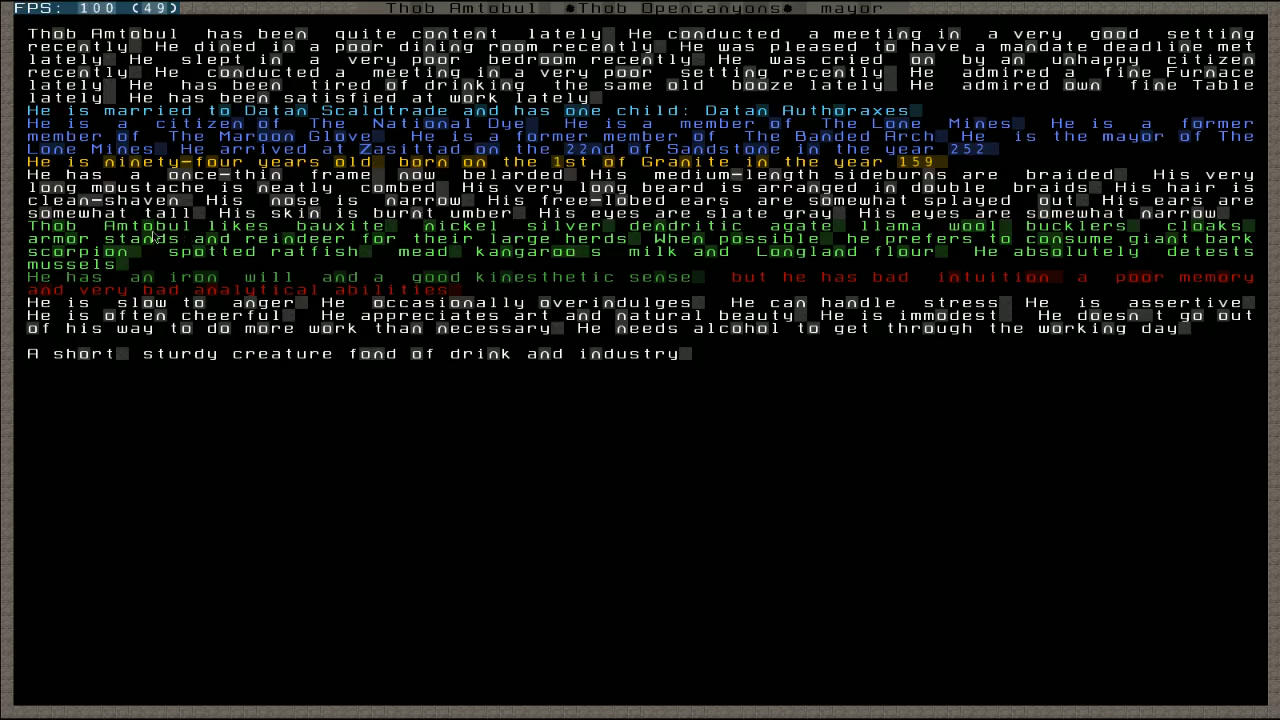 FPS: 100 (49) Thob Amtobul ☼Thob Opencanyons☼ mayor
Thob Amtobul has been quite content lately. He conducted a meeting in a very good setting
recently. He dined in a poor dining room recently. He was pleased to have a mandate deadline met
lately. He slept in a very poor bedroom recently. He was cried on by an unhappy citizen
recently. He conducted a meeting in a very poor setting recently. He admired a fine Furnace
lately. He has been tired of drinking the same old booze lately. He admired own fine Table
lately. He has been satisfied at work lately.
He is married to Datan Scaldtrade and has one child: Datan Authoraxes.
He is a citizen of The National Dye. He is a member of The Lone Mines. He is a former
member of The Maroon Glove. He is a former member of The Banded Arch. He is the mayor of The
Lone Mines. He arrived at Zasittad on the 22nd of Sandstone in the year 252.
He is ninety-four years old, born on the 1st of Granite in the year 159.
He has a once-thin frame, now belarded. His medium-length sideburns are braided. His very
long moustache is neatly combed. His very long beard is arranged in double braids. His hair is
clean-shaven. His nose is narrow. His free-lobed ears are somewhat splayed out. His ears are
somewhat tall. His skin is burnt umber. His eyes are slate gray. His eyes are somewhat narrow.
Thob Amtobul likes bauxite, nickel silver, dendritic agate, llama wool, bucklers, cloaks,
armor stands and reindeer for their large herds. When possible, he prefers to consume giant bark
scorpion, spotted ratfish, mead, kangaroo's milk and Longland flour. He absolutely detests
mussels.
He has an iron will and a good kinesthetic sense, but he has bad intuition, a poor memory
and very bad analytical abilities.
He is slow to anger. He occasionally overindulges. He can handle stress. He is assertive.
He is often cheerful. He appreciates art and natural beauty. He is immodest. He doesn't go out
of his way to do more work than necessary. He needs alcohol to get through the working day.
A short, sturdy creature fond of drink and industry.